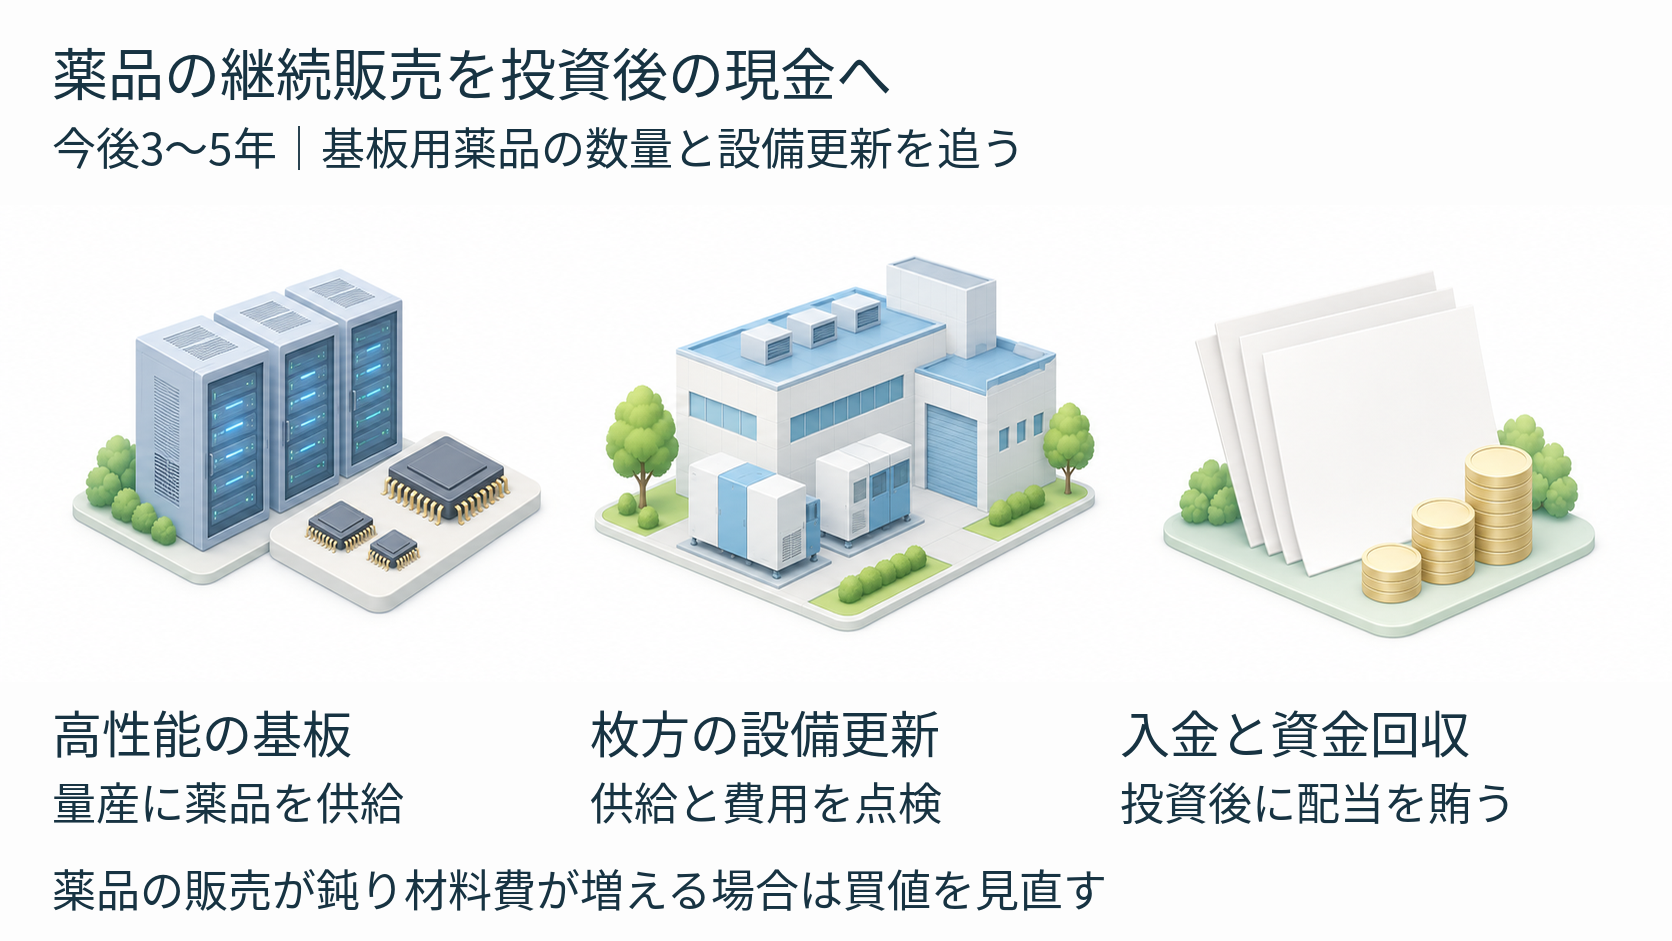 薬品の継続販売を投資後の現金へ
今後3～5年｜基板用薬品の数量と設備更新を追う
高性能の基板
量産に薬品を供給
枚方の設備更新
供給と費用を点検
入金と資金回収
投資後に配当を賄う
薬品の販売が鈍り材料費が増える場合は買値を見直す